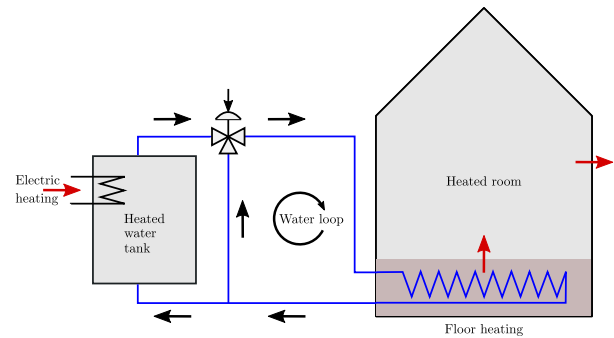 Electric
heating
Heated
water
tank
Water loop
Heated room
Floor heating